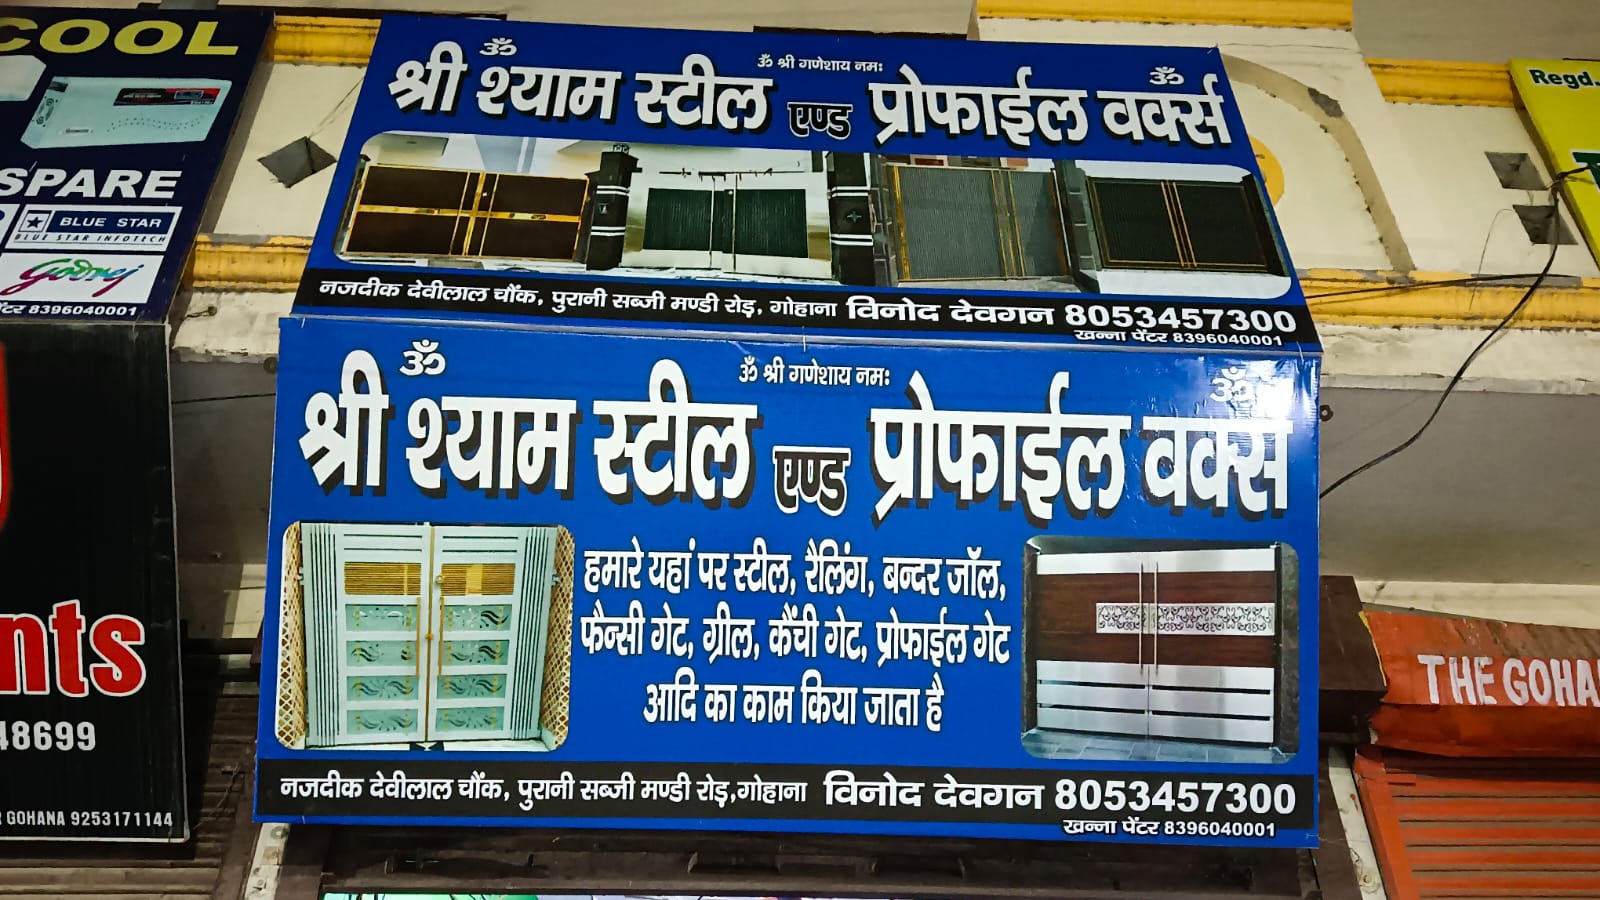 COOL
SPARE
BLUE STAR
BLUE STAR INFOTECH
Godrej
पेंटर 8396040001
ॐ
ॐ श्री गणेशाय नमः
ॐ
श्री श्याम स्टील एण्ड प्रोफाईल वर्क्स
नजदीक देवीलाल चौंक, पुरानी सब्जी मण्डी रोड़, गोहाना विनोद देवगन 8053457300
खन्ना पेंटर 8396040001
ॐ
ॐ श्री गणेशाय नमः
ॐ
श्री श्याम स्टील एण्ड प्रोफाईल वर्क्स
हमारे यहां पर स्टील, रैलिंग, बन्दर जॉल,
फैन्सी गेट, ग्रील, कैंची गेट, प्रोफाईल गेट
आदि का काम किया जाता है
नजदीक देवीलाल चौंक, पुरानी सब्जी मण्डी रोड़,गोहाना विनोद देवगन 8053457300
खन्ना पेंटर 8396040001
nts
48699
GOHANA 9253171144
Regd.
THE GOHA